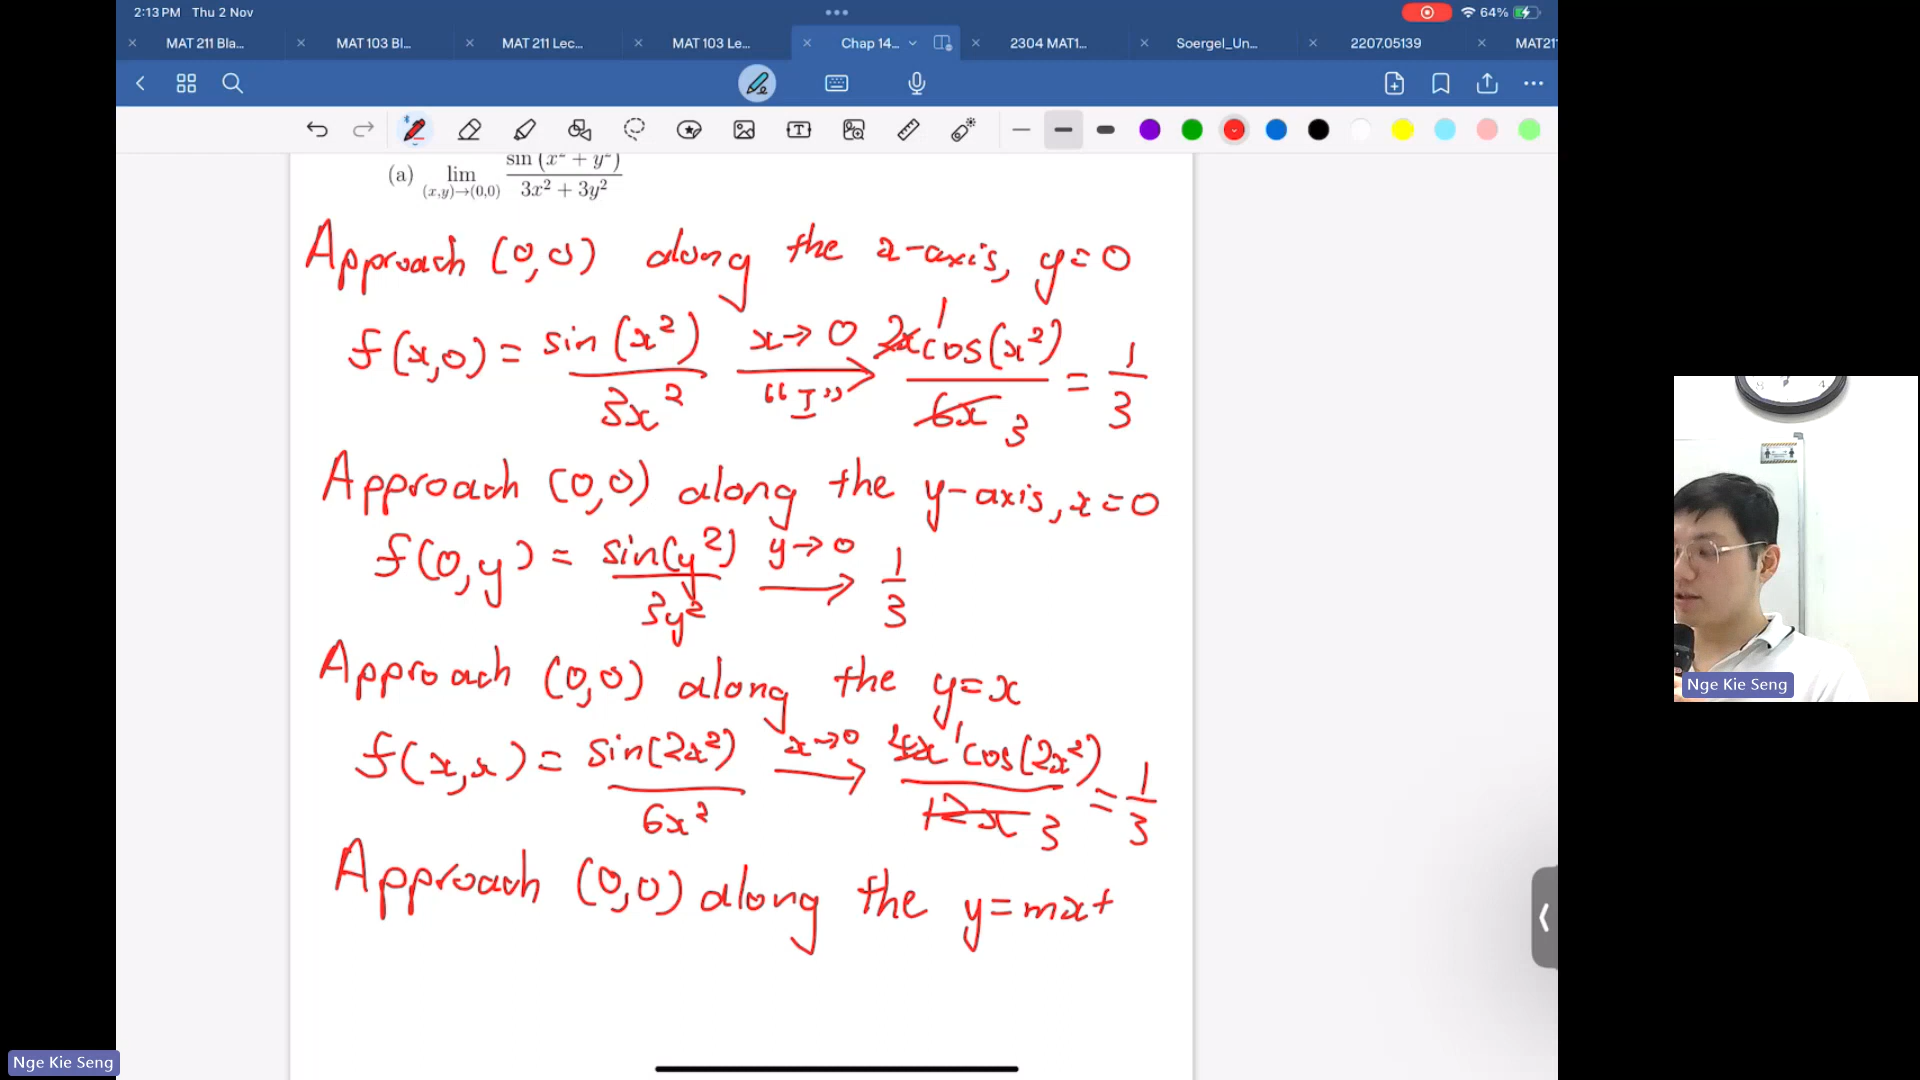 2:13 PM Thu 2 Nov
64%
MAT 211 Bla...
MAT 103 Bl...
MAT 211 Lec...
MAT 103 Le...
Chap 14...
2304 MAT1...
Soergel_Un...
2207.05139
MAT21
(a) lim (x,y)→(0,0) sin (x² + y²) / 3x² + 3y²
Approach (0,0) along the x-axis, y=0
f(x,0) = sin (x²) / 3x² x→0 “I” 2x 1 cos(x²) / 6x 3 = 1/3
Approach (0,0) along the y-axis, x=0
f(0,y) = sin(y²) / 3y² y→0 → 1/3
Approach (0,0) along the y=x
f(x,x) = sin(2x²) / 6x² x→0 → 4x 1 cos(2x²) / 12x 3 = 1/3
Approach (0,0) along the y=mx+
Nge Kie Seng
Nge Kie Seng